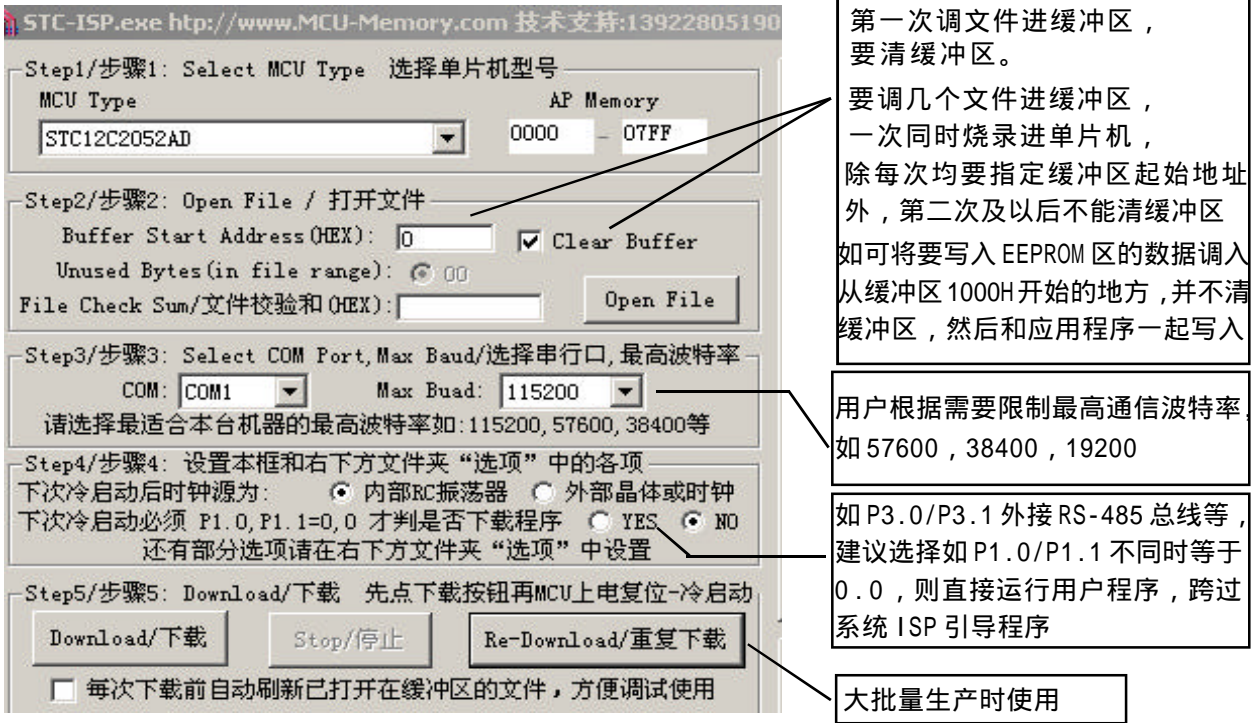 STC-ISP.exe htp://www.MCU-Memory.com 技术支持:13922805190
Step1/步骤1: Select MCU Type 选择单片机型号
MCU Type AP Memory
STC12C2052AD 0000 - 07FF
Step2/步骤2: Open File / 打开文件
Buffer Start Address(HEX): 0 Clear Buffer
Unused Bytes(in file range): 00
File Check Sum/文件校验和(HEX): Open File
Step3/步骤3: Select COM Port,Max Baud/选择串行口,最高波特率
COM: COM1 Max Buad: 115200
请选择最适合本台机器的最高波特率如:115200,57600,38400等
Step4/步骤4: 设置本框和右下方文件夹“选项”中的各项
下次冷启动后时钟源为: 内部RC振荡器 外部晶体或时钟
下次冷启动必须 P1.0,P1.1=0,0 才判是否下载程序 YES NO
还有部分选项请在右下方文件夹“选项”中设置
Step5/步骤5: Download/下载 先点下载按钮再MCU上电复位-冷启动
Download/下载 Stop/停止 Re-Download/重复下载
每次下载前自动刷新已打开在缓冲区的文件,方便调试使用
第一次调文件进缓冲区,
要清缓冲区。
要调几个文件进缓冲区,
一次同时烧录进单片机,
除每次均要指定缓冲区起始地址
外,第二次及以后不能清缓冲区
如可将要写入EEPROM区的数据调入
从缓冲区1000H开始的地方,并不清
缓冲区,然后和应用程序一起写入
用户根据需要限制最高通信波特率,
如57600,38400,19200
如P3.0/P3.1外接RS-485总线等,
建议选择如P1.0/P1.1不同时等于
0.0,则直接运行用户程序,跨过
系统ISP引导程序
大批量生产时使用